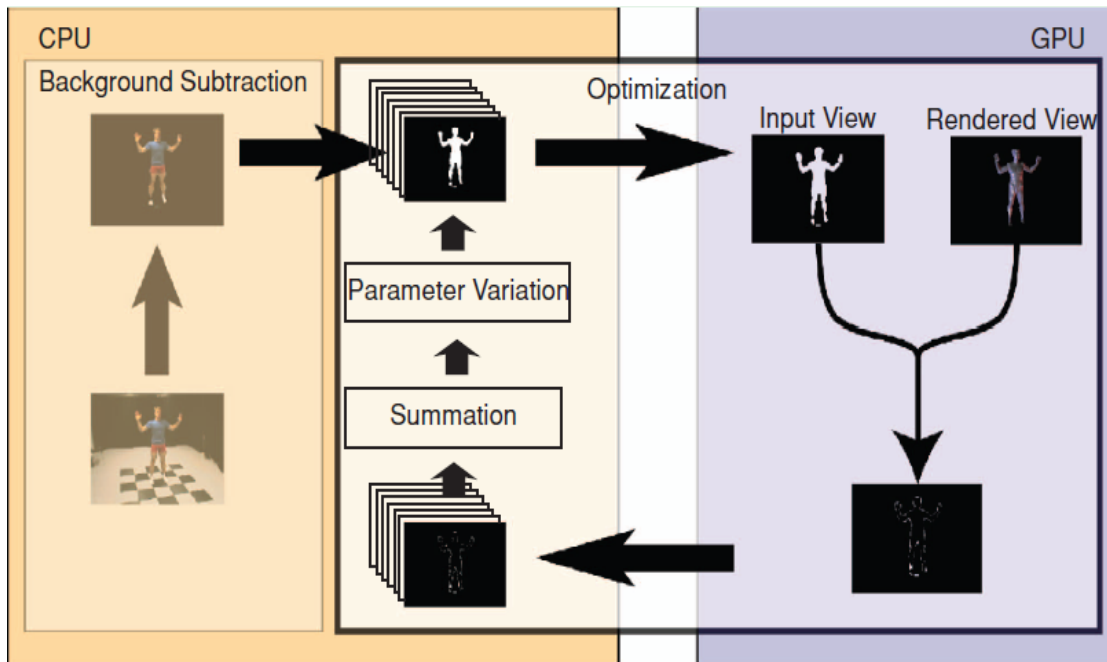 CPU
GPU
Background Subtraction
Optimization
Input View
Rendered View
Parameter Variation
Summation